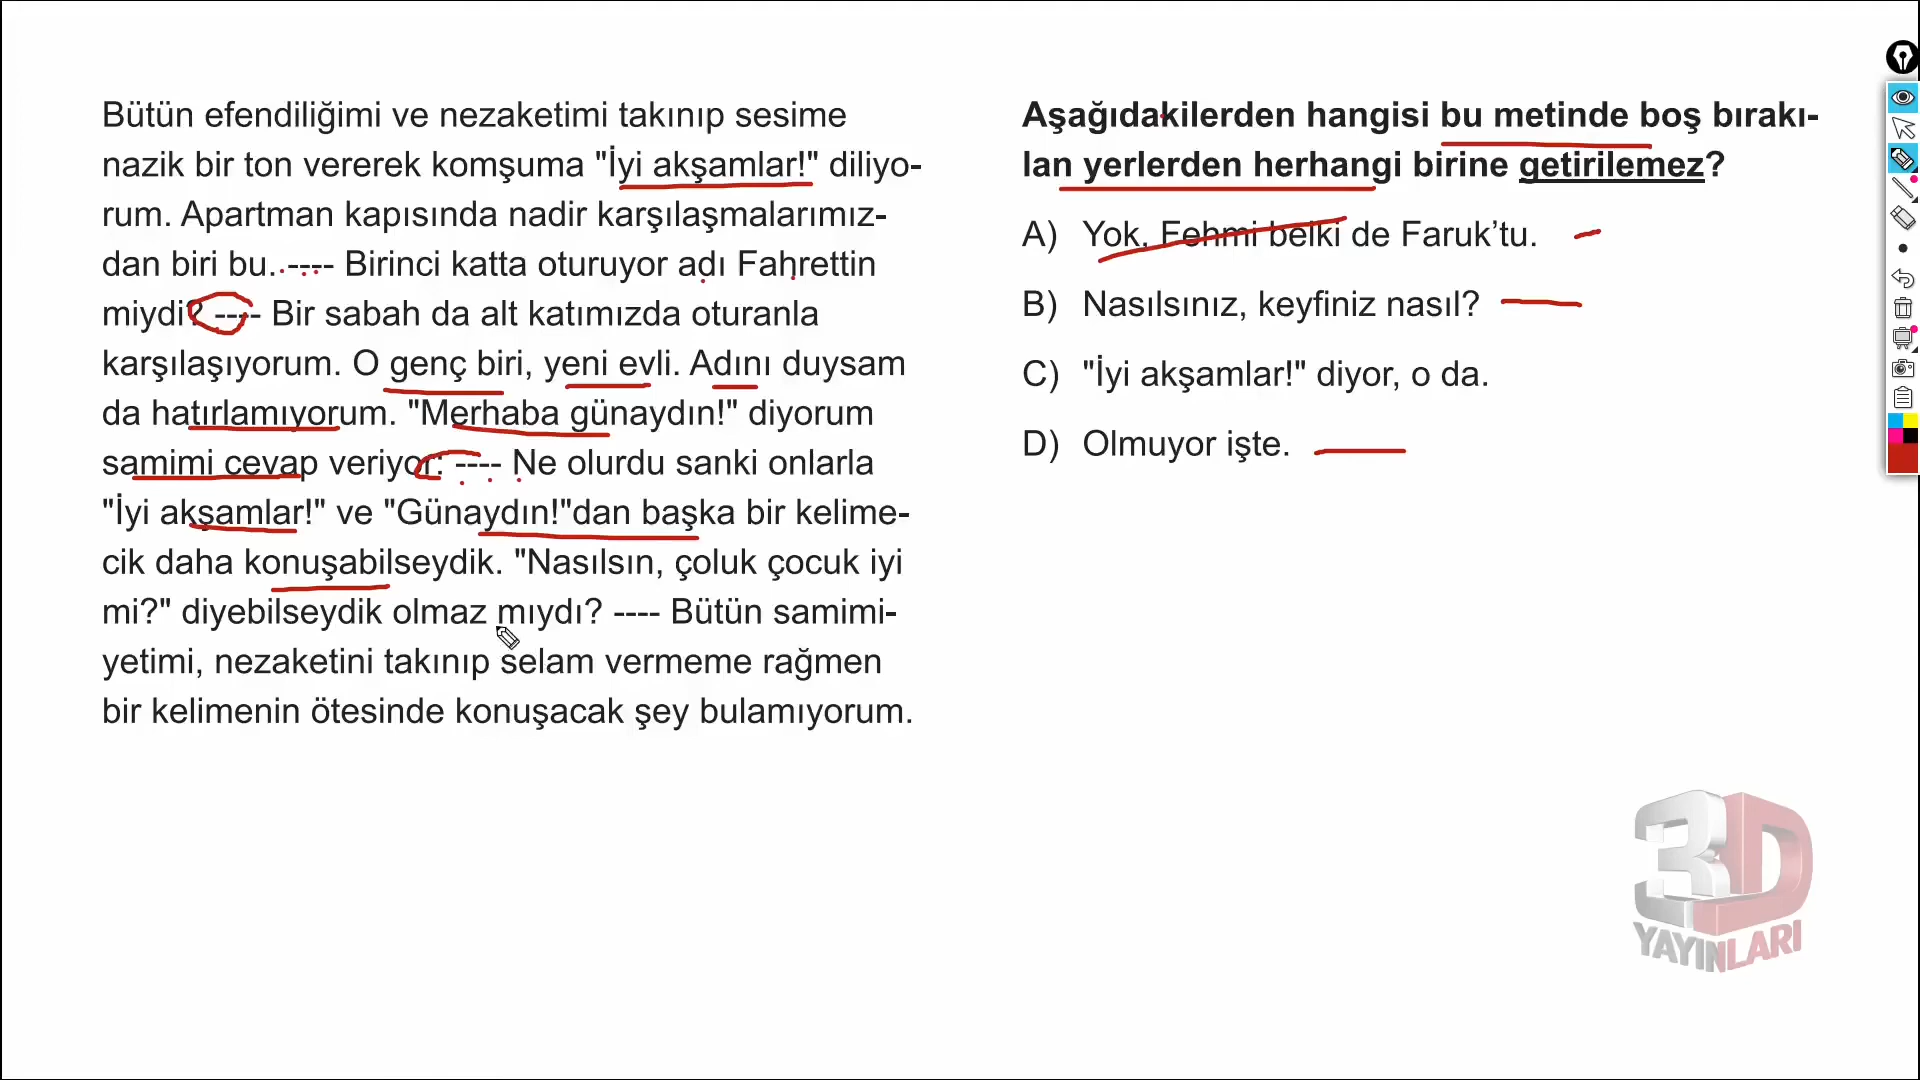 Bütün efendiliğimi ve nezaketimi takınıp sesime
nazik bir ton vererek komşuma "İyi akşamlar!" diliyo-
rum. Apartman kapısında nadir karşılaşmalarımız-
dan biri bu. ---- Birinci katta oturuyor adı Fahrettin
miydi? ---- Bir sabah da alt katımızda oturanla
karşılaşıyorum. O genç biri, yeni evli. Adını duysam
da hatırlamıyorum. "Merhaba günaydın!" diyorum
samimi cevap veriyor: ---- Ne olurdu sanki onlarla
"İyi akşamlar!" ve "Günaydın!"dan başka bir kelime-
cik daha konuşabilseydik. "Nasılsın, çoluk çocuk iyi
mi?" diyebilseydik olmaz mıydı? ---- Bütün samimi-
yetimi, nezaketini takınıp selam vermeme rağmen
bir kelimenin ötesinde konuşacak şey bulamıyorum.
Aşağıdakilerden hangisi bu metinde boş bırakı-
lan yerlerden herhangi birine getirilemez?
A) Yok, Fehmi belki de Faruk’tu.
B) Nasılsınız, keyfiniz nasıl?
C) "İyi akşamlar!" diyor, o da.
D) Olmuyor işte.
3D
YAYINLARI